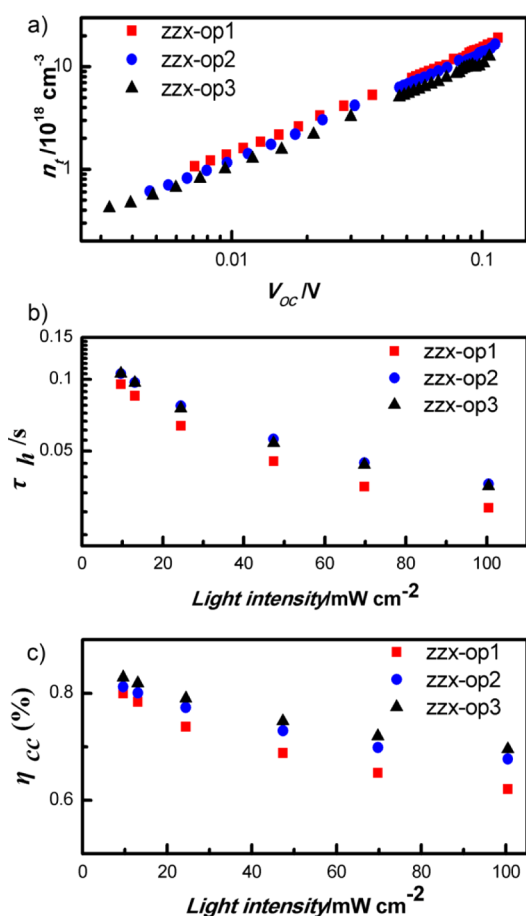 a)
zzx-op1
zzx-op2
zzx-op3
n_t /10^18 cm^-3
10
1
0.01
0.1
V_oc /V
b)
0.15
0.1
0.05
zzx-op1
zzx-op2
zzx-op3
τ_h /s
0
20
40
60
80
100
Light intensity/mW cm^-2
c)
zzx-op1
zzx-op2
zzx-op3
0.8
0.6
η_cc (%)
0
20
40
60
80
100
Light intensity/mW cm^-2